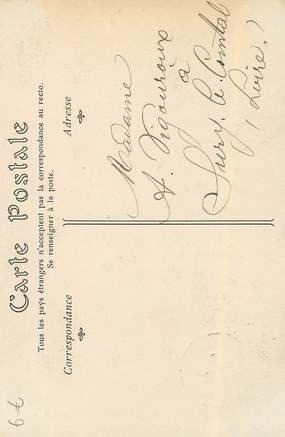 Carte Postale
Tous les pays étrangers n'acceptent pas la correspondance au recto.
Se renseigner à la poste.
Correspondance
Adresse
Madame
A. Vigouroux
à
Sury le Comtal
(Loire)